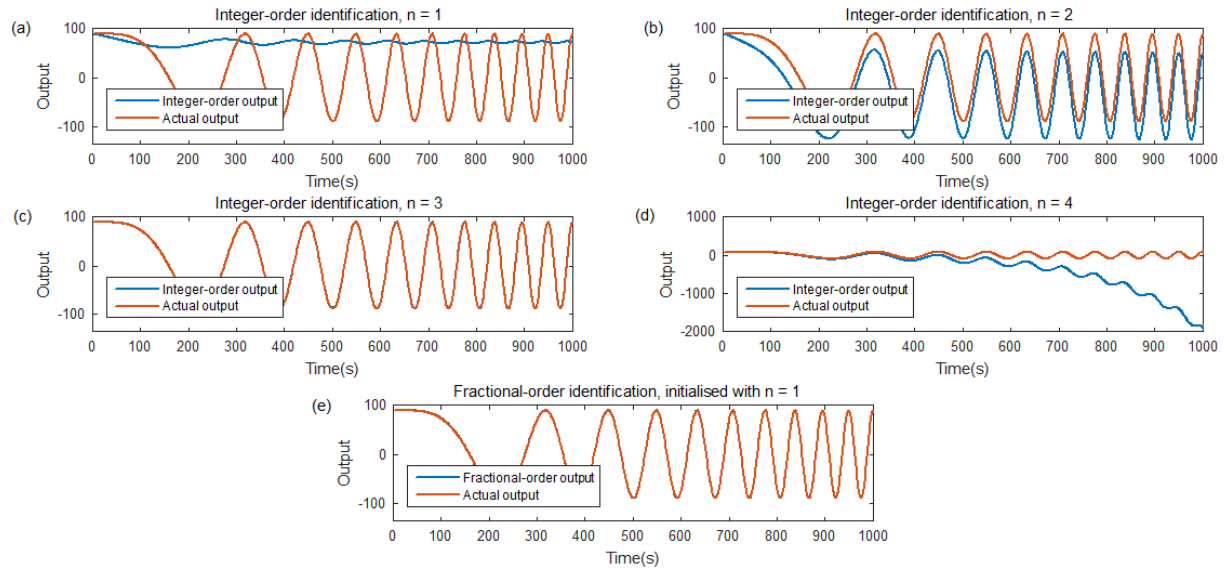 (a)
Integer-order identification, n = 1
100
0
-100
Output
Integer-order output
Actual output
0 100 200 300 400 500 600 700 800 900 1000
Time(s)
(b)
Integer-order identification, n = 2
100
0
-100
Output
Integer-order output
Actual output
0 100 200 300 400 500 600 700 800 900 1000
Time(s)
(c)
Integer-order identification, n = 3
100
0
-100
Output
Integer-order output
Actual output
0 100 200 300 400 500 600 700 800 900 1000
Time(s)
(d)
Integer-order identification, n = 4
1000
0
-1000
-2000
Output
Integer-order output
Actual output
0 100 200 300 400 500 600 700 800 900 1000
Time(s)
(e)
Fractional-order identification, initialised with n = 1
100
0
-100
Output
Fractional-order output
Actual output
0 100 200 300 400 500 600 700 800 900 1000
Time(s)